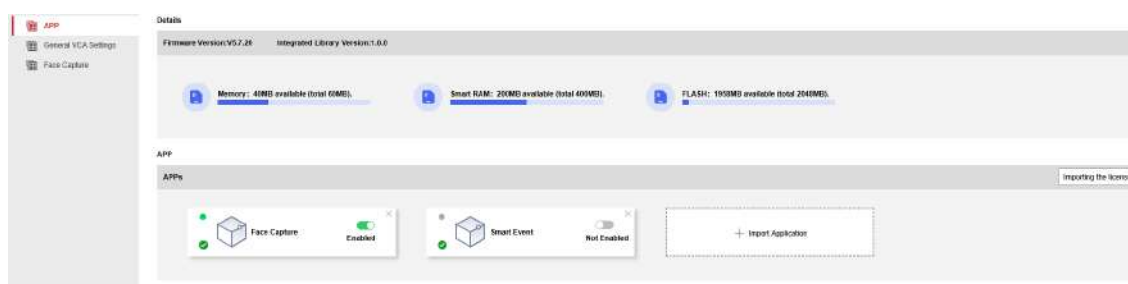 APP
General VCA Settings
Face Capture
Details
Firmware Version:V5.7.20 Integrated Library Version:1.0.0
Memory: 40MB available (total 60MB).
Smart RAM: 200MB available (total 400MB).
FLASH: 1958MB available (total 2048MB).
APP
APPs
Importing the license
Face Capture
Enabled
Smart Event
Not Enabled
+ Import Application